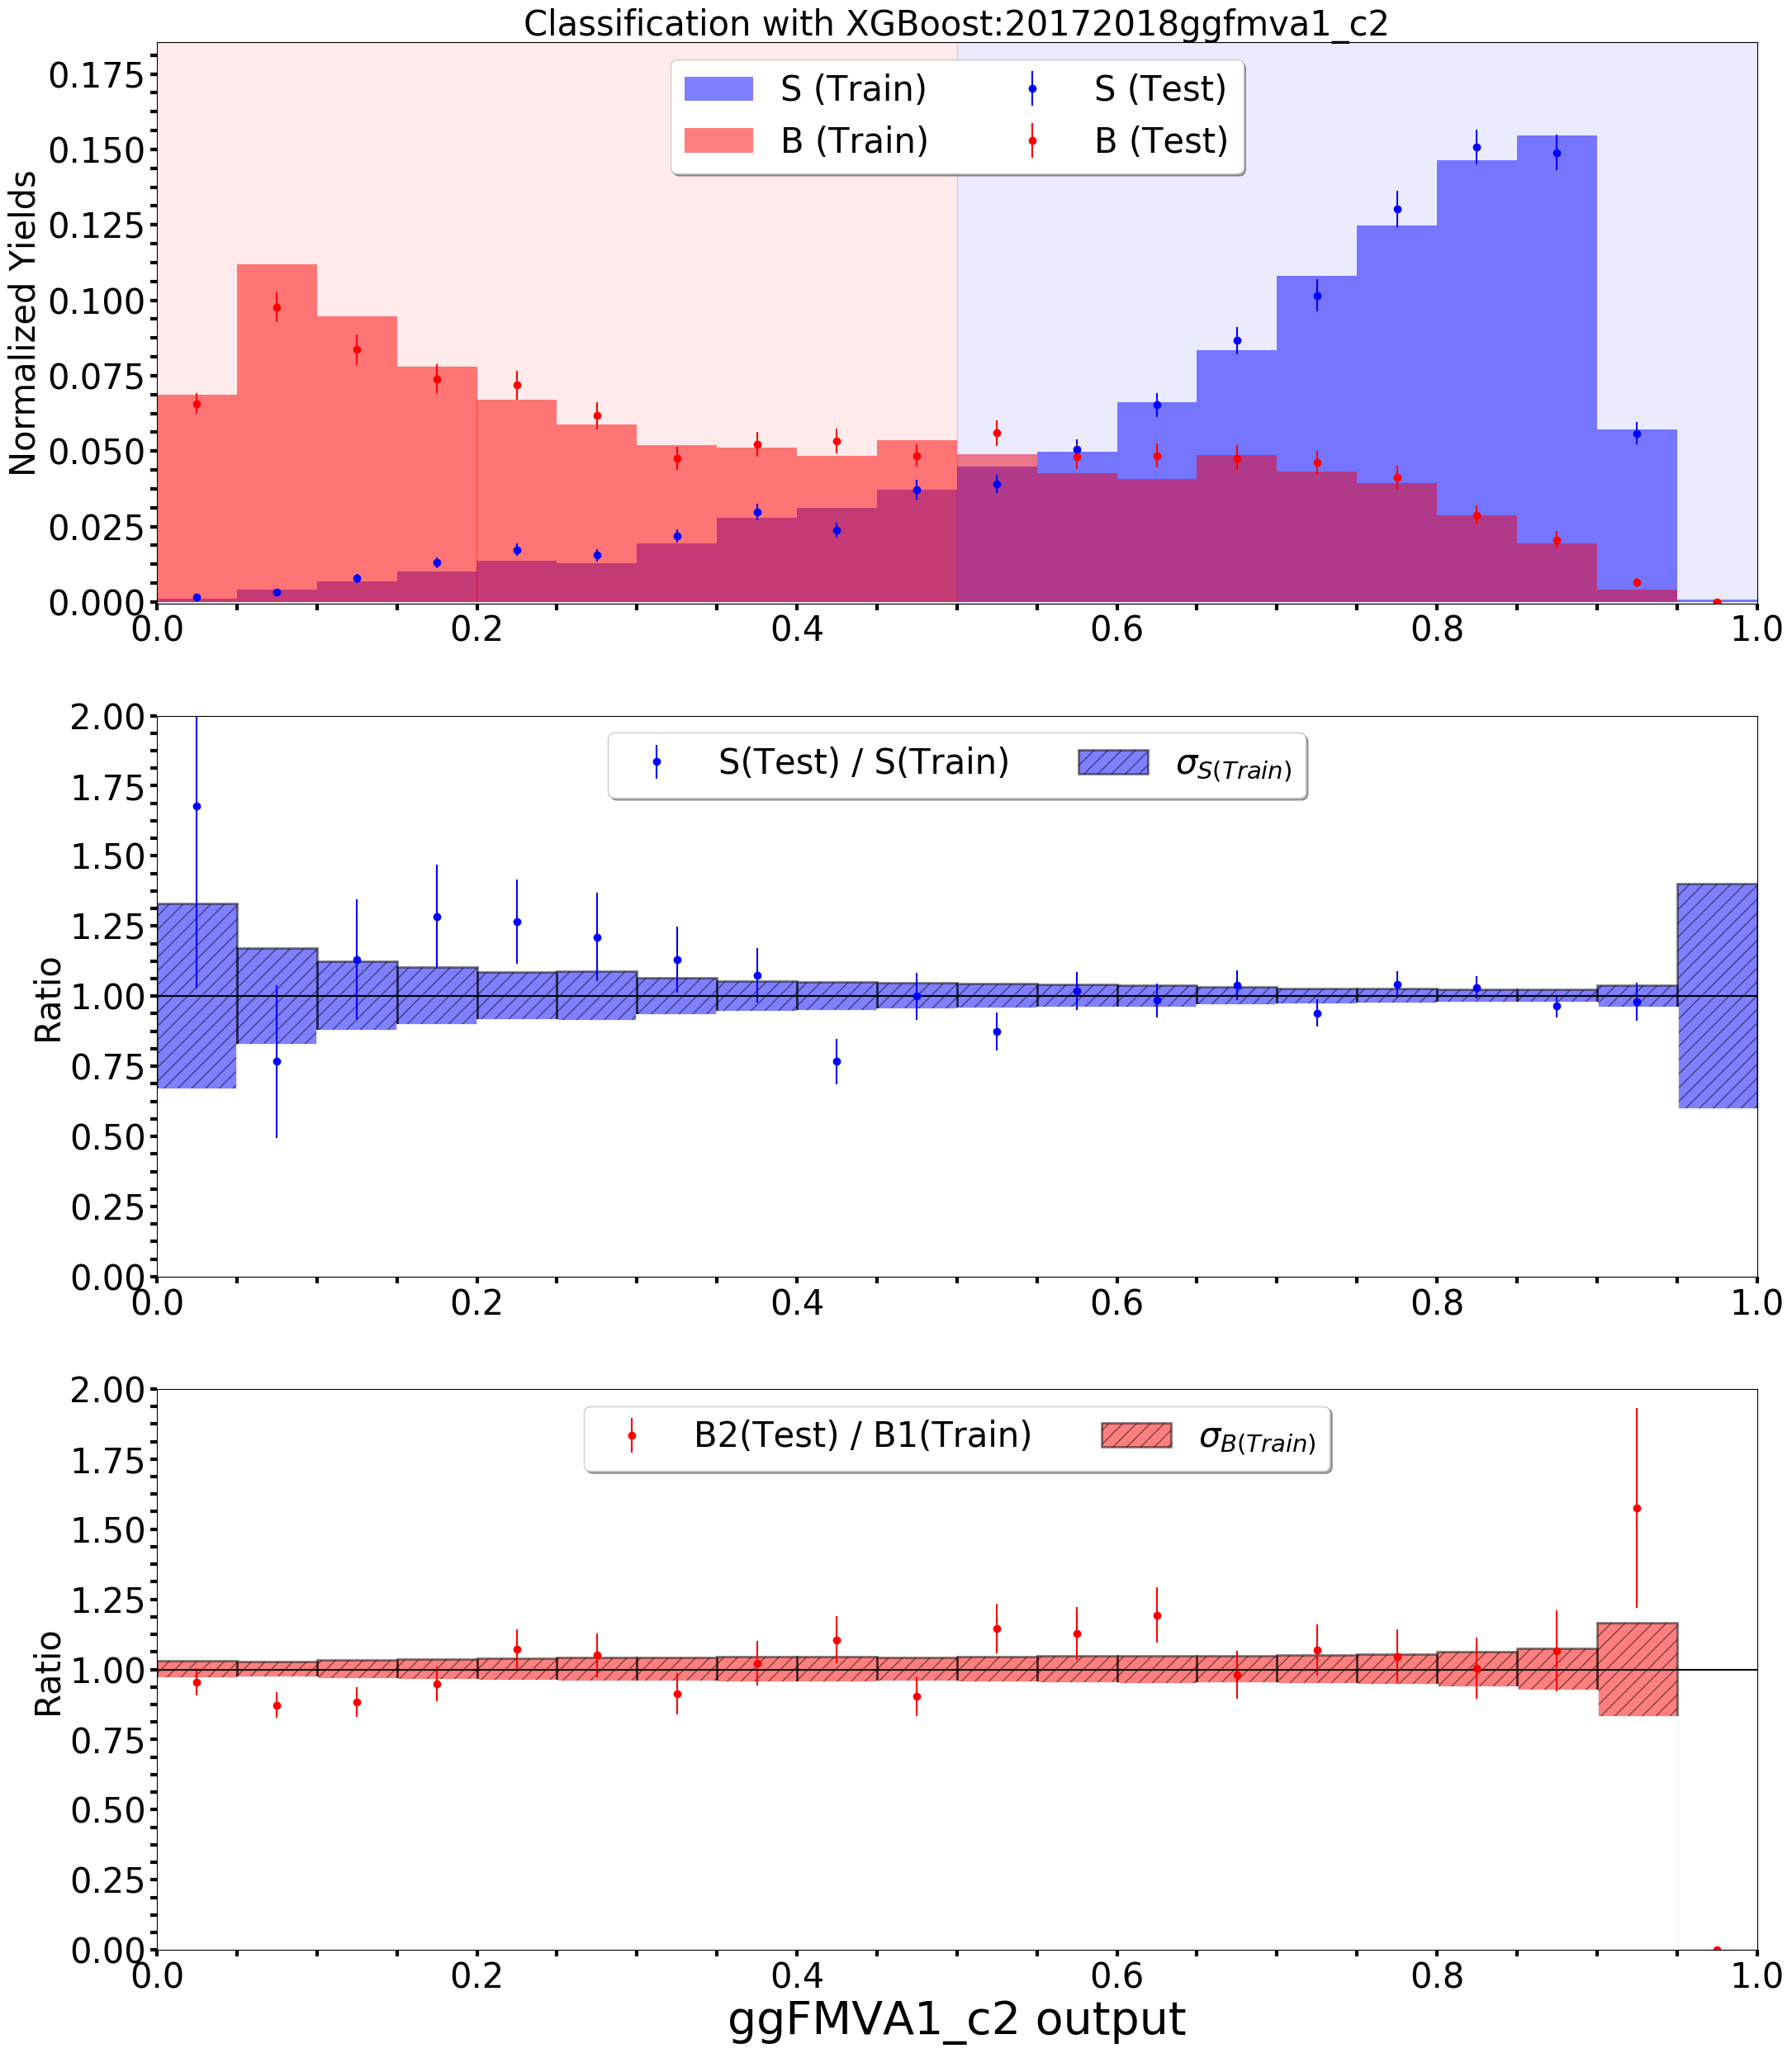 Classification with XGBoost:20172018ggfmva1_c2
Normalized Yields
0.175
0.150
0.125
0.100
0.075
0.050
0.025
0.000
S (Train)
S (Test)
B (Train)
B (Test)
0.0 0.2 0.4 0.6 0.8 1.0
Ratio
2.00
1.75
1.50
1.25
1.00
0.75
0.50
0.25
0.00
S(Test) / S(Train)
σS(Train)
0.0 0.2 0.4 0.6 0.8 1.0
Ratio
2.00
1.75
1.50
1.25
1.00
0.75
0.50
0.25
0.00
B2(Test) / B1(Train)
σB(Train)
0.0 0.2 0.4 0.6 0.8 1.0
ggFMVA1_c2 output